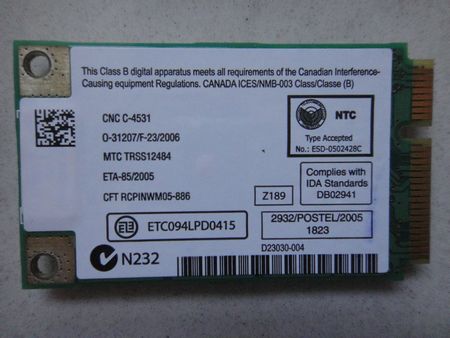 This Class B digital apparatus meets all requirements of the Canadian Interference-
Causing equipment Regulations. CANADA ICES/NMB-003 Class/Classe (B)
CNC C-4531
O-31207/F-23/2006
MTC TRSS12484
ETA-85/2005
CFT RCPINWM05-886
NTC
Type Accepted
No.: ESD-0502428C
Z189
Complies with
IDA Standards
DB02941
ETC094LPD0415
2932/POSTEL/2005
1823
N232
D23030-004